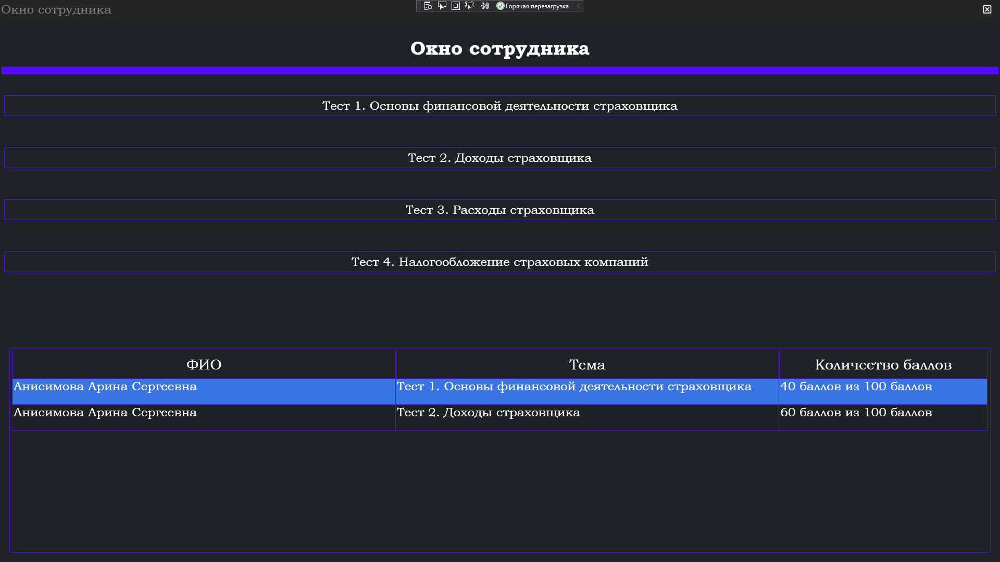 Окно сотрудника
Горячая перезагрузка
Окно сотрудника
Тест 1. Основы финансовой деятельности страховщика
Тест 2. Доходы страховщика
Тест 3. Расходы страховщика
Тест 4. Налогообложение страховых компаний
ФИО Тема Количество баллов
Анисимова Арина Сергеевна Тест 1. Основы финансовой деятельности страховщика 40 баллов из 100 баллов
Анисимова Арина Сергеевна Тест 2. Доходы страховщика 60 баллов из 100 баллов